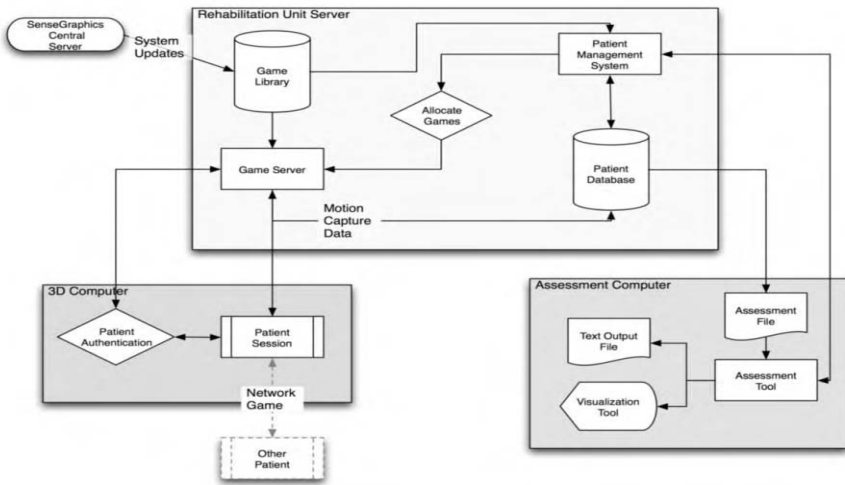 Rehabilitation Unit Server
SenseGraphics
Central
Server
System
Updates
Game
Library
Patient
Management
System
Allocate
Games
Game Server
Patient
Database
Motion
Capture
Data
3D Computer
Patient
Authentication
Patient
Session
Network
Game
Other
Patient
Assessment Computer
Assessment
File
Text Output
File
Assessment
Tool
Visualization
Tool